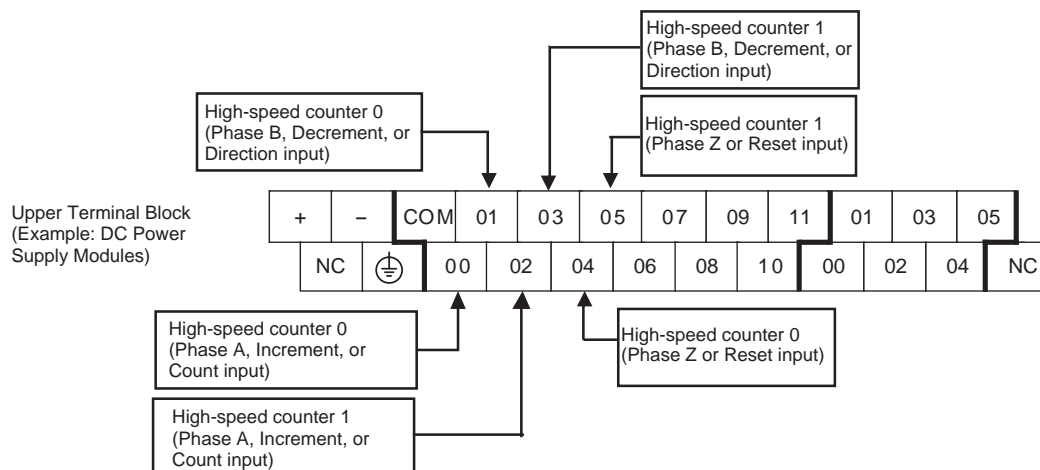 High-speed counter 1
(Phase B, Decrement, or
Direction input)
High-speed counter 0
(Phase B, Decrement, or
Direction input)
High-speed counter 1
(Phase Z or Reset input)
Upper Terminal Block
(Example: DC Power
Supply Modules)
+ − COM 01 03 05 07 09 11 01 03 05
NC 00 02 04 06 08 10 00 02 04 NC
High-speed counter 0
(Phase A, Increment, or
Count input)
High-speed counter 0
(Phase Z or Reset input)
High-speed counter 1
(Phase A, Increment, or
Count input)